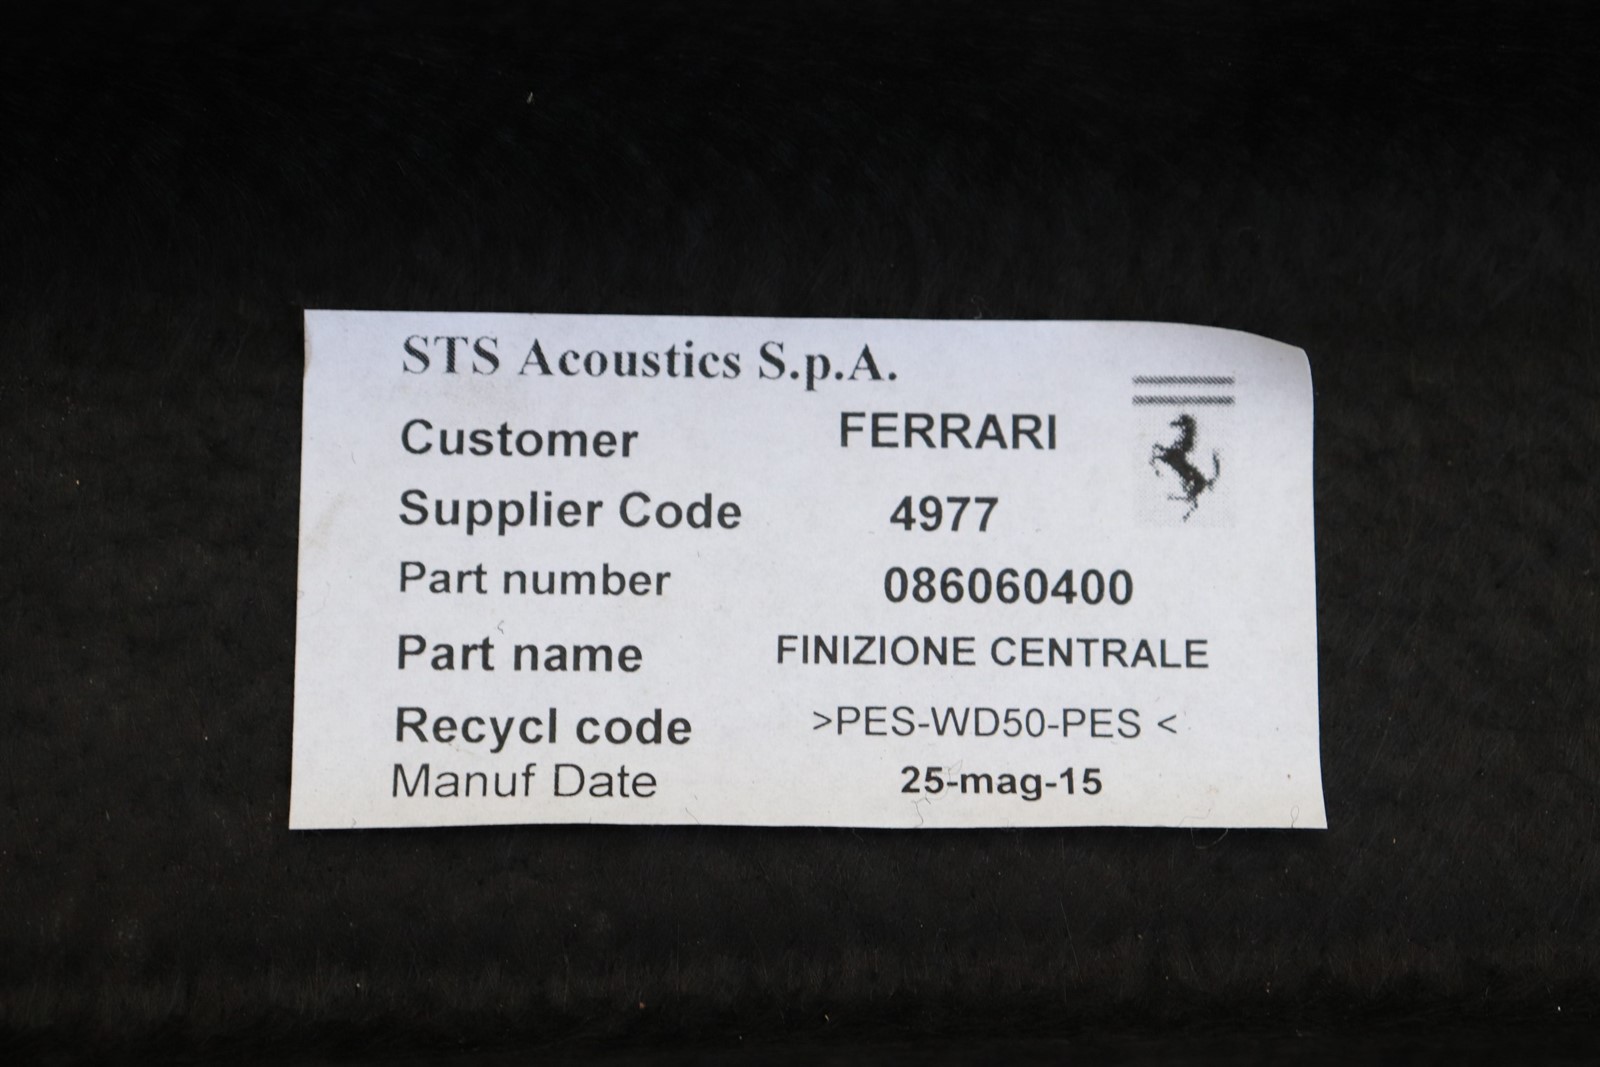 STS Acoustics S.p.A.
Customer FERRARI
Supplier Code 4977
Part number 086060400
Part name FINIZIONE CENTRALE
Recycl code >PES-WD50-PES <
Manuf Date 25-mag-15